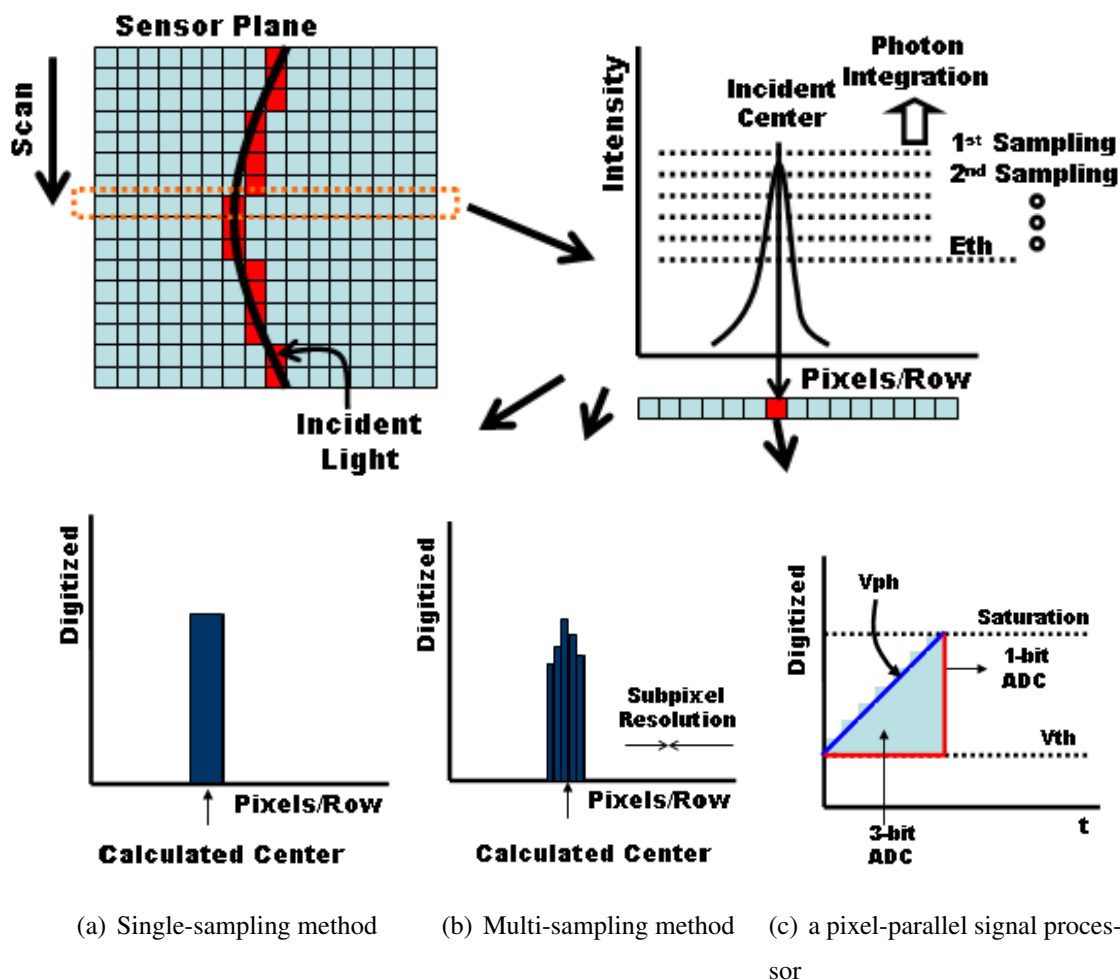 Sensor Plane
Scan
Incident
Light
Photon
Integration
Intensity
Incident
Center
1st Sampling
2nd Sampling
Eth
Pixels/Row
Digitized
Pixels/Row
Calculated Center
Digitized
Subpixel
Resolution
Pixels/Row
Calculated Center
Digitized
Vph
Saturation
1-bit
ADC
Vth
t
3-bit
ADC
(a) Single-sampling method
(b) Multi-sampling method
(c) a pixel-parallel signal proces-
sor